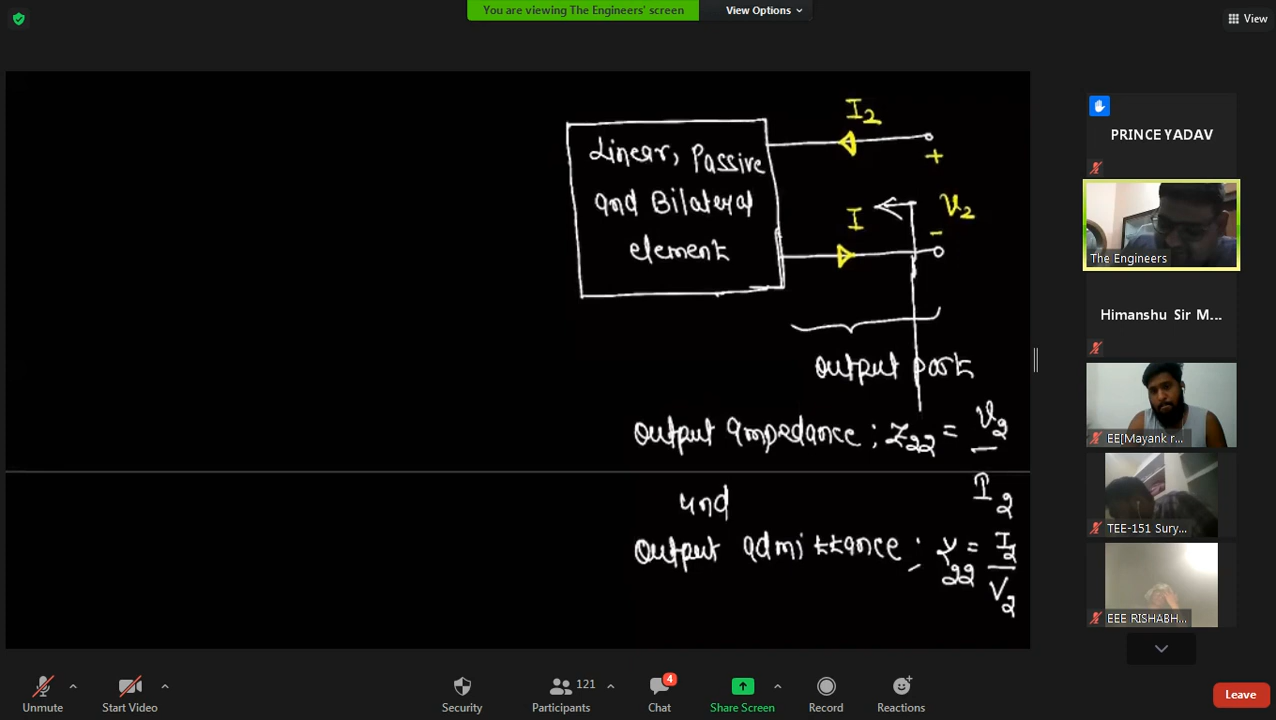 You are viewing The Engineers' screen
View Options
View
I2
Linear, Passive
and Bilateral
element
+
I
V2
-
output port
output impedance ; Z22 = V2
I2
and
output admittance ; Y22 = I2
V2
PRINCE YADAV
The Engineers
Himanshu Sir M...
EE[Mayank r...
TEE-151 Sury...
EEE RISHABH...
Unmute
Start Video
Security
121
Participants
4
Chat
Share Screen
Record
Reactions
Leave